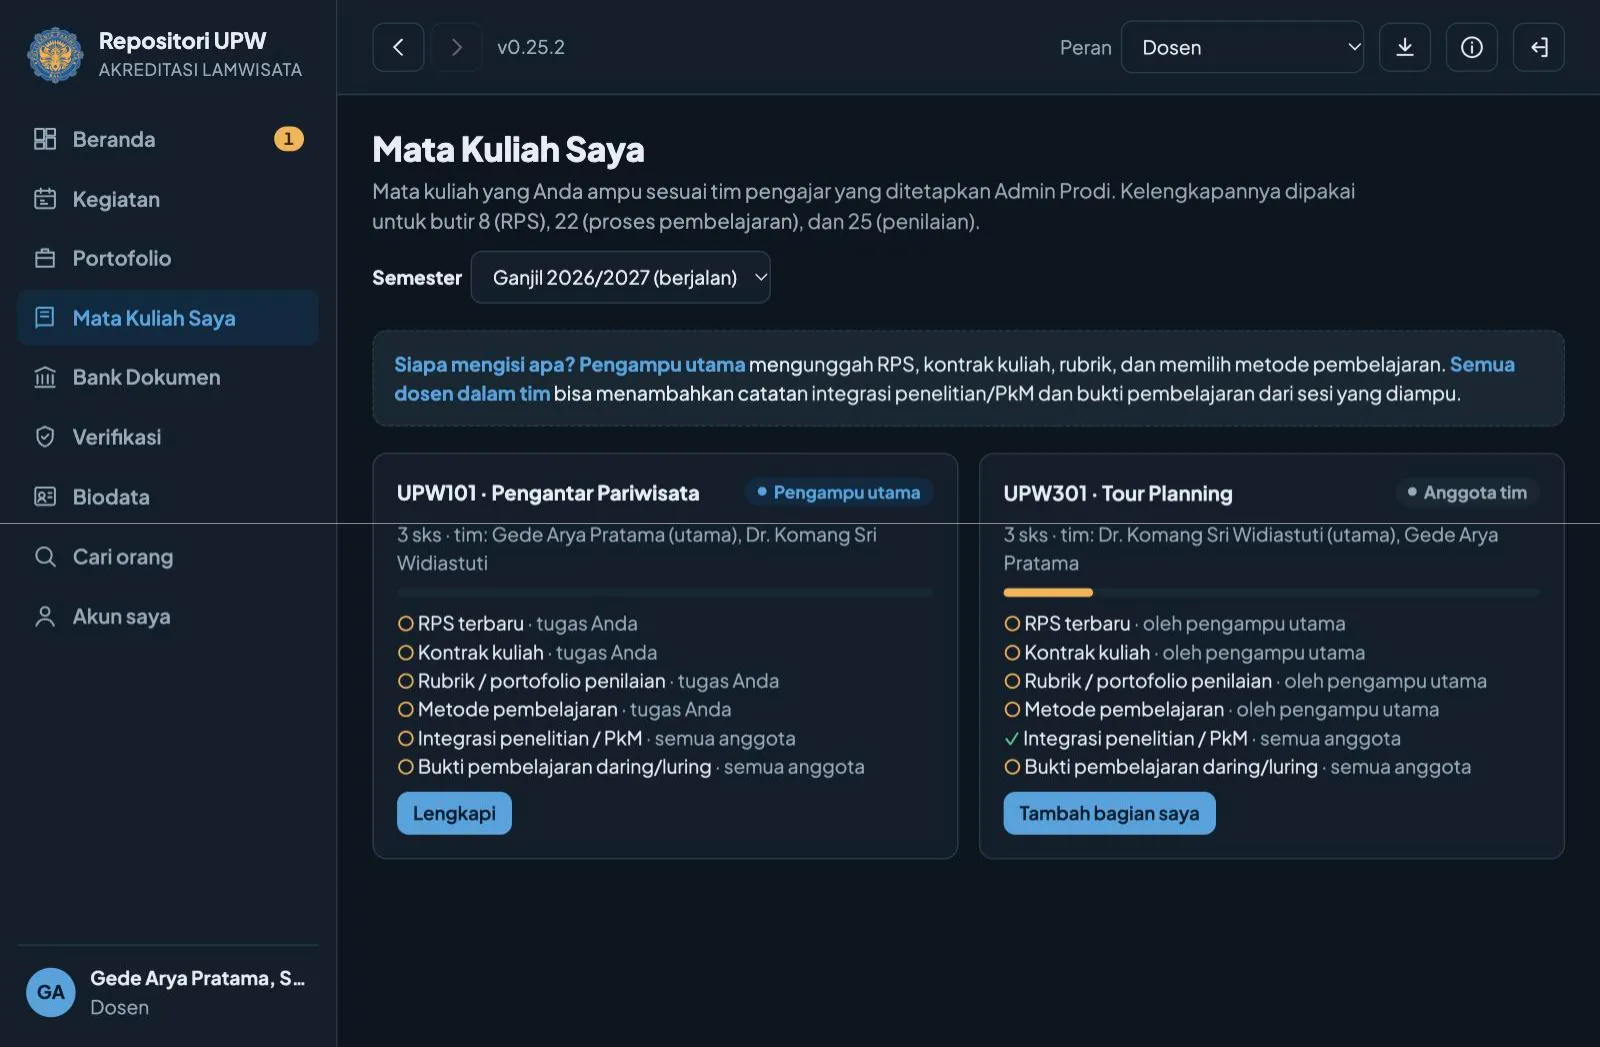 Repositori UPW
AKREDITASI LAMWISATA
Beranda
1
Kegiatan
Portofolio
Mata Kuliah Saya
Bank Dokumen
Verifikasi
Biodata
Cari orang
Akun saya
GA
Gede Arya Pratama, S...
Dosen
v0.25.2
Peran
Dosen
Mata Kuliah Saya
Mata kuliah yang Anda ampu sesuai tim pengajar yang ditetapkan Admin Prodi. Kelengkapannya dipakai
untuk butir 8 (RPS), 22 (proses pembelajaran), dan 25 (penilaian).
Semester
Ganjil 2026/2027 (berjalan)
Siapa mengisi apa? Pengampu utama mengunggah RPS, kontrak kuliah, rubrik, dan memilih metode pembelajaran. Semua
dosen dalam tim bisa menambahkan catatan integrasi penelitian/PkM dan bukti pembelajaran dari sesi yang diampu.
UPW101 · Pengantar Pariwisata
Pengampu utama
3 sks · tim: Gede Arya Pratama (utama), Dr. Komang Sri
Widiastuti
RPS terbaru · tugas Anda
Kontrak kuliah · tugas Anda
Rubrik / portofolio penilaian · tugas Anda
Metode pembelajaran · tugas Anda
Integrasi penelitian / PkM · semua anggota
Bukti pembelajaran daring/luring · semua anggota
Lengkapi
UPW301 · Tour Planning
Anggota tim
3 sks · tim: Dr. Komang Sri Widiastuti (utama), Gede Arya
Pratama
RPS terbaru · oleh pengampu utama
Kontrak kuliah · oleh pengampu utama
Rubrik / portofolio penilaian · oleh pengampu utama
Metode pembelajaran · oleh pengampu utama
Integrasi penelitian / PkM · semua anggota
Bukti pembelajaran daring/luring · semua anggota
Tambah bagian saya